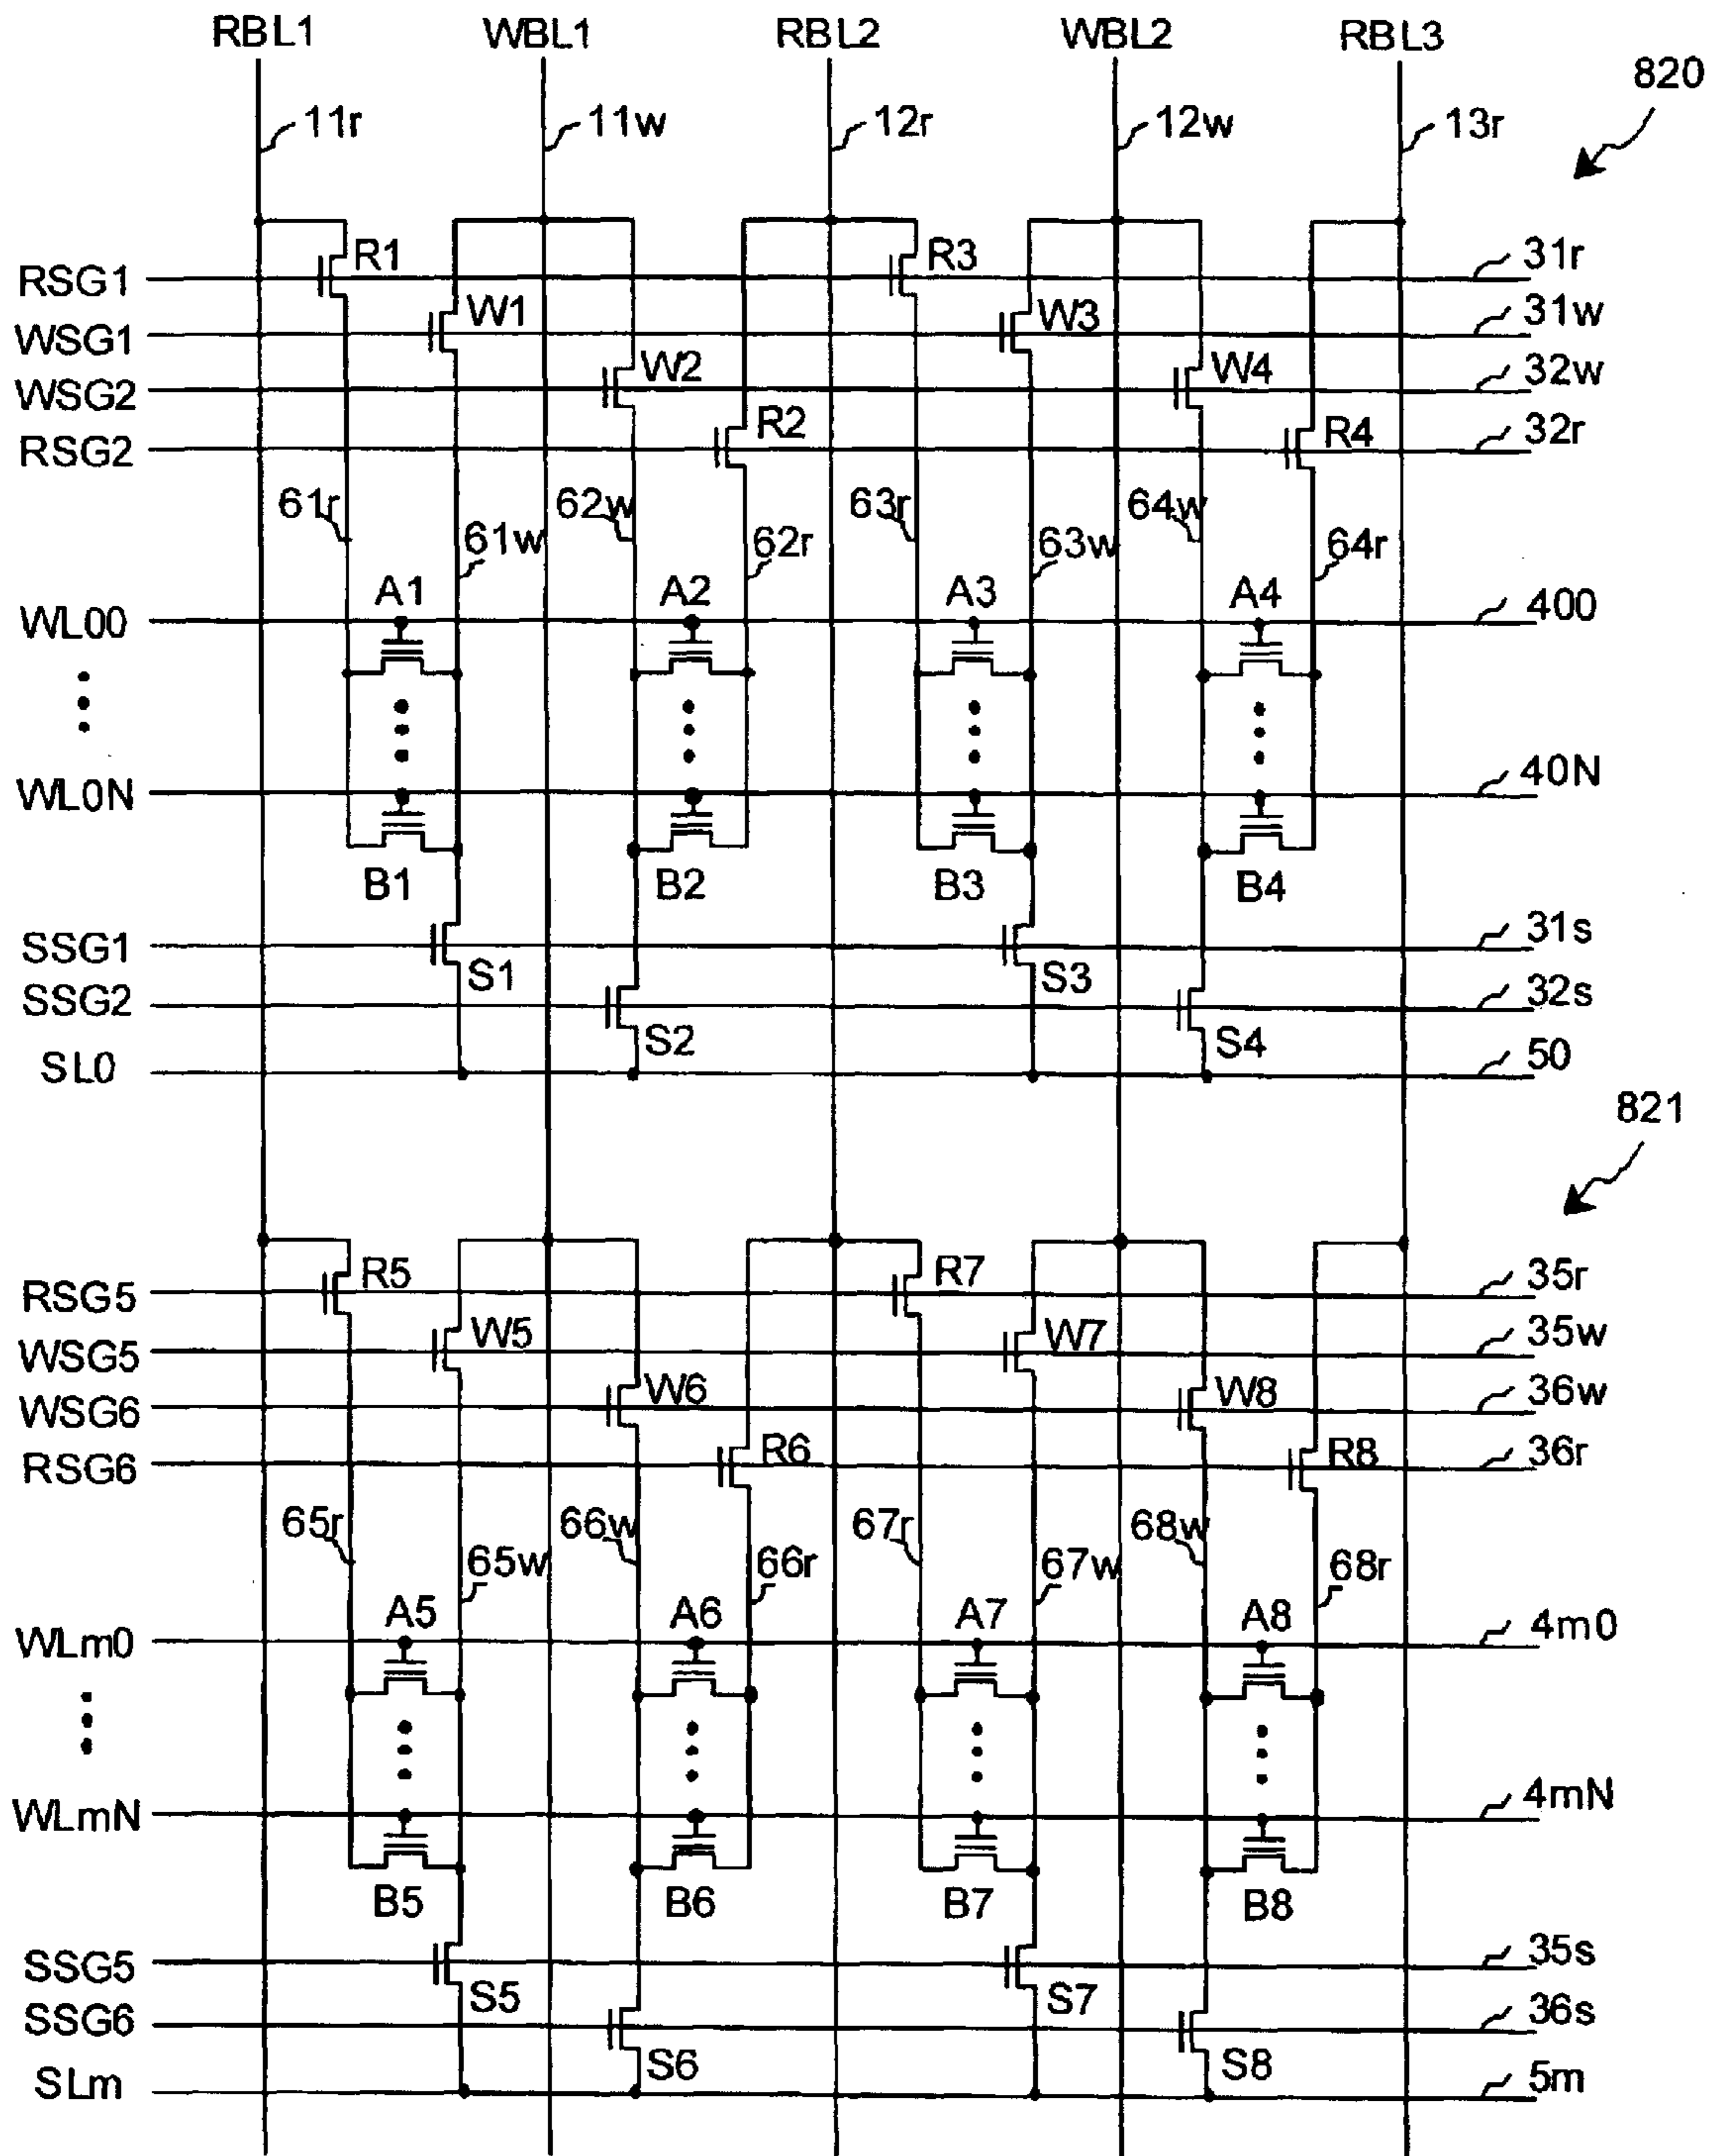 RBL1 WBL1 RBL2 WBL2 RBL3
820
11r 11w 12r 12w 13r
RSG1 R1 R3 31r
WSG1 W1 W3 31w
WSG2 W2 W4 32w
RSG2 R2 R4 32r
61r 62w 63r 64w
61w 62r 63w 64r
WL00 A1 A2 A3 A4 400
WL0N 40N
B1 B2 B3 B4
SSG1 31s
S1 S3
SSG2 32s
S2 S4
SL0 50
821
RSG5 R5 R7 35r
WSG5 W5 W7 35w
WSG6 W6 W8 36w
RSG6 R6 R8 36r
65r 66w 67r 68w
65w 66r 67w 68r
WLm0 A5 A6 A7 A8 4m0
WLmN 4mN
B5 B6 B7 B8
SSG5 35s
S5 S7
SSG6 36s
S6 S8
SLm 5m